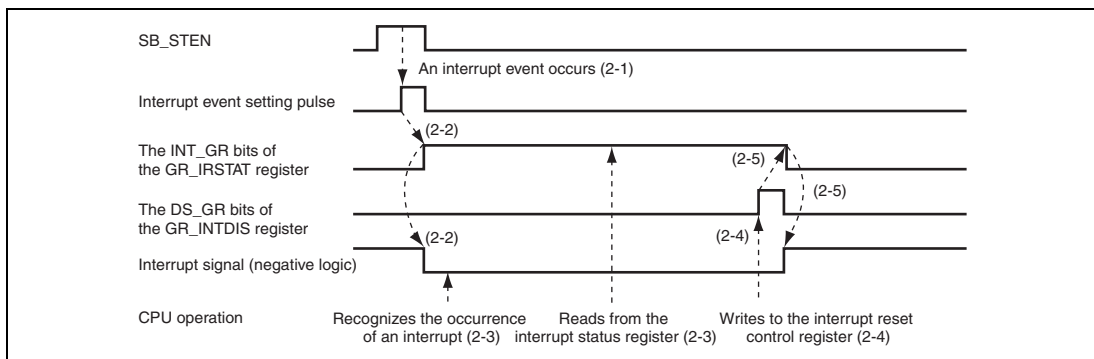 SB_STEN
An interrupt event occurs (2-1)
Interrupt event setting pulse
(2-2)
The INT_GR bits of
the GR_IRSTAT register
(2-5)
(2-5)
The DS_GR bits of
the GR_INTDIS register
(2-2)
(2-4)
Interrupt signal (negative logic)
CPU operation
Recognizes the occurrence
of an interrupt (2-3)
Reads from the
interrupt status register (2-3)
Writes to the interrupt reset
control register (2-4)